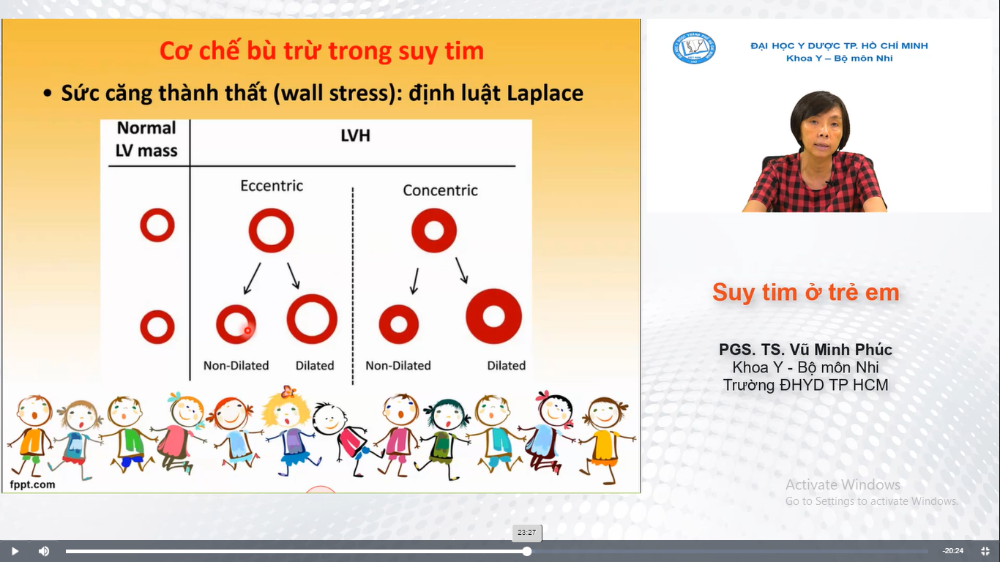 Cơ chế bù trừ trong suy tim
• Sức căng thành thất (wall stress): định luật Laplace
Normal
LV mass
LVH
Eccentric
Concentric
Non-Dilated
Dilated
Non-Dilated
Dilated
fppt.com
ĐẠI HỌC Y DƯỢC TP. HỒ CHÍ MINH
Khoa Y – Bộ môn Nhi
Suy tim ở trẻ em
PGS. TS. Vũ Minh Phúc
Khoa Y - Bộ môn Nhi
Trường ĐHYD TP HCM
Activate Windows
Go to Settings to activate Windows.
23:27
-20:24